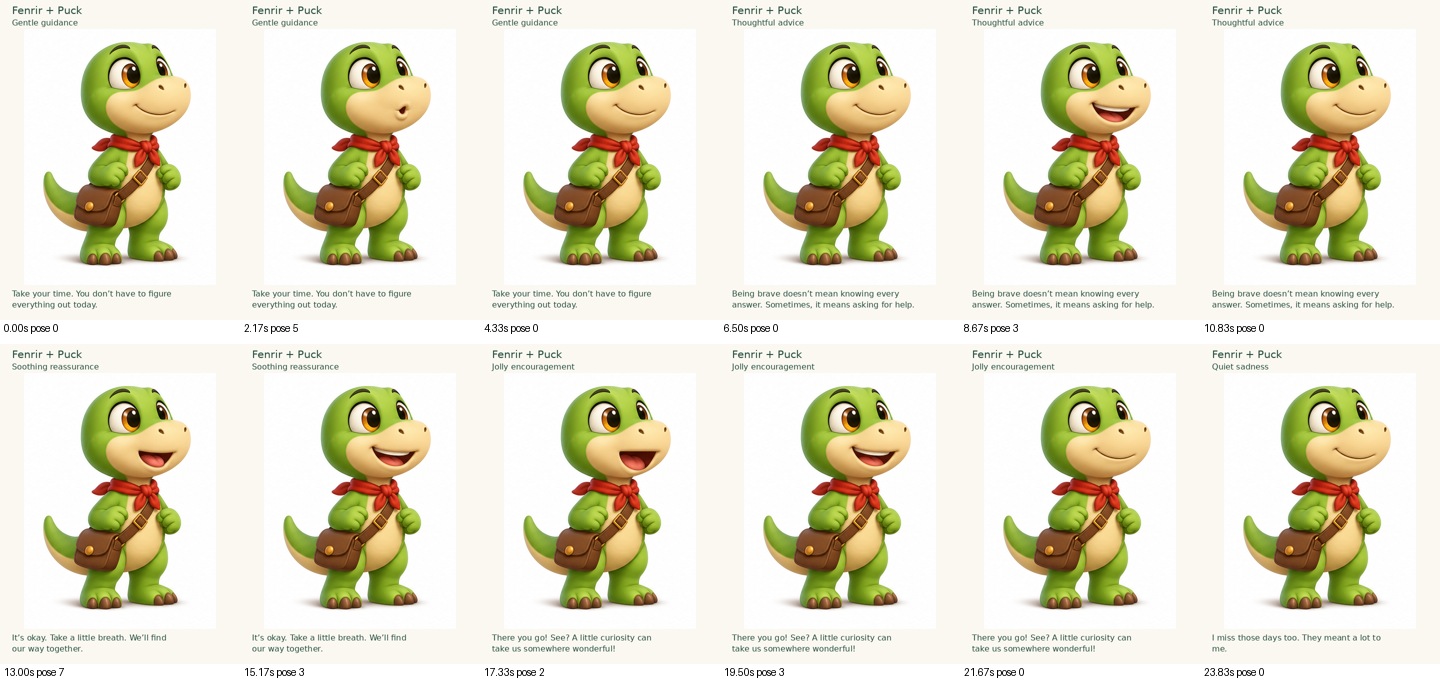 Fenrir + Puck
Gentle guidance
Take your time. You don’t have to figure
everything out today.
0.00s pose 0
Fenrir + Puck
Gentle guidance
Take your time. You don’t have to figure
everything out today.
2.17s pose 5
Fenrir + Puck
Gentle guidance
Take your time. You don’t have to figure
everything out today.
4.33s pose 0
Fenrir + Puck
Thoughtful advice
Being brave doesn’t mean knowing every
answer. Sometimes, it means asking for help.
6.50s pose 0
Fenrir + Puck
Thoughtful advice
Being brave doesn’t mean knowing every
answer. Sometimes, it means asking for help.
8.67s pose 3
Fenrir + Puck
Thoughtful advice
Being brave doesn’t mean knowing every
answer. Sometimes, it means asking for help.
10.83s pose 0
Fenrir + Puck
Soothing reassurance
It’s okay. Take a little breath. We’ll find
our way together.
13.00s pose 7
Fenrir + Puck
Soothing reassurance
It’s okay. Take a little breath. We’ll find
our way together.
15.17s pose 3
Fenrir + Puck
Jolly encouragement
There you go! See? A little curiosity can
take us somewhere wonderful!
17.33s pose 2
Fenrir + Puck
Jolly encouragement
There you go! See? A little curiosity can
take us somewhere wonderful!
19.50s pose 3
Fenrir + Puck
Jolly encouragement
There you go! See? A little curiosity can
take us somewhere wonderful!
21.67s pose 0
Fenrir + Puck
Quiet sadness
I miss those days too. They meant a lot to
me.
23.83s pose 0